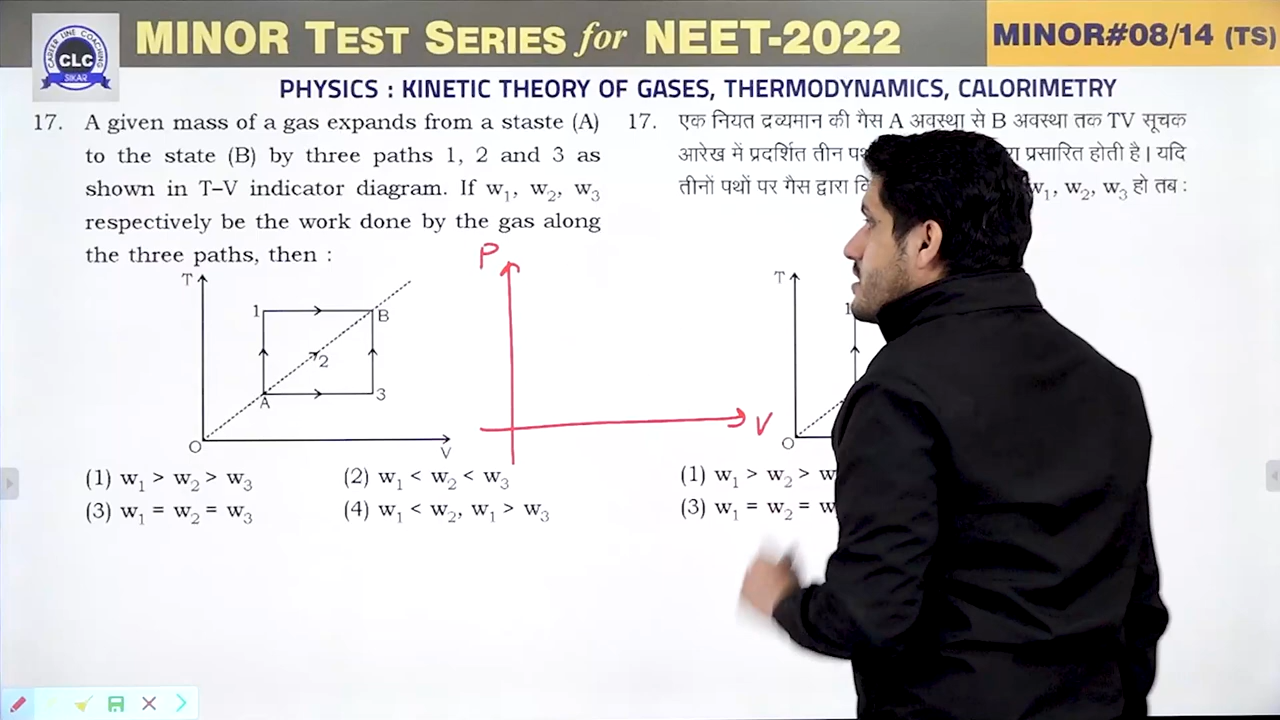 CAREER LINE COACHING
CLC
SIKAR
MINOR TEST SERIES for NEET-2022
MINOR#08/14 (TS)
PHYSICS : KINETIC THEORY OF GASES, THERMODYNAMICS, CALORIMETRY
17. A given mass of a gas expands from a staste (A)
to the state (B) by three paths 1, 2 and 3 as
shown in T–V indicator diagram. If w₁, w₂, w₃
respectively be the work done by the gas along
the three paths, then :
T
1
B
2
A
3
O
V
P
V
(1) w₁ > w₂ > w₃
(2) w₁ < w₂ < w₃
(3) w₁ = w₂ = w₃
(4) w₁ < w₂, w₁ > w₃
17. एक नियत द्रव्यमान की गैस A अवस्था से B अवस्था तक TV सूचक
आरेख में प्रदर्शित तीन प्रसारित होती है। यदि
तीनों पथों पर गैस द्वारा w₁, w₂, w₃ हो तब :
T
1
O
(1) w₁ > w₂ > w
(3) w₁ = w₂ = w